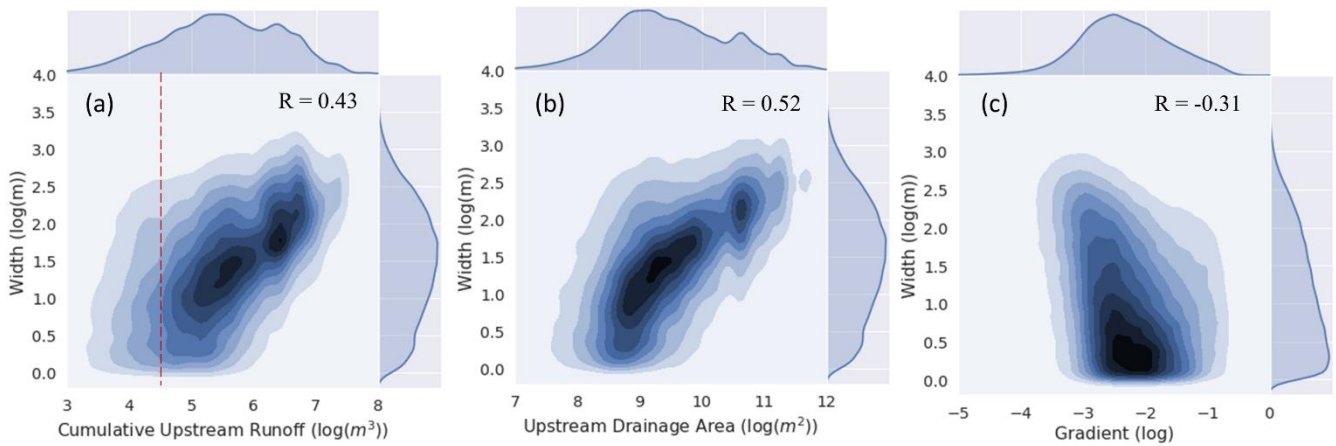 (a)
R = 0.43
Width (log(m))
4.0
3.5
3.0
2.5
2.0
1.5
1.0
0.5
0.0
3 4 5 6 7 8
Cumulative Upstream Runoff (log(m³))
(b)
R = 0.52
Width (log(m))
4.0
3.5
3.0
2.5
2.0
1.5
1.0
0.5
0.0
7 8 9 10 11 12
Upstream Drainage Area (log(m²))
(c)
R = -0.31
Width (log(m))
4.0
3.5
3.0
2.5
2.0
1.5
1.0
0.5
0.0
−5 −4 −3 −2 −1 0
Gradient (log)